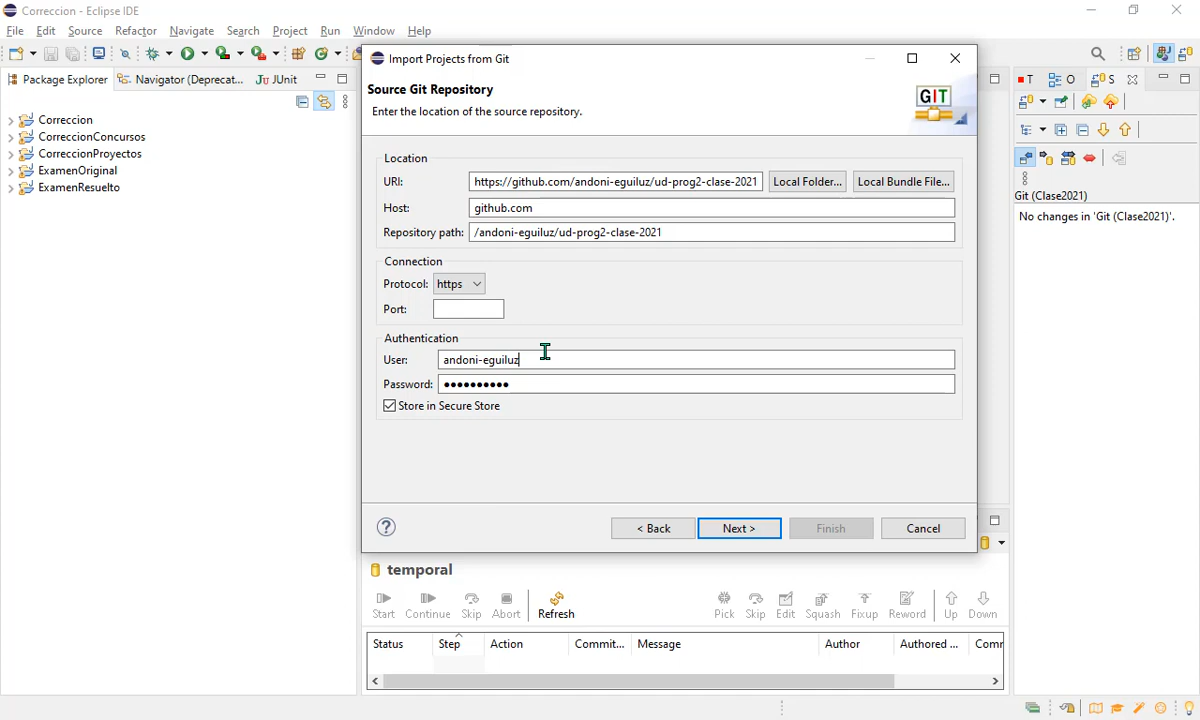 Correccion - Eclipse IDE
File Edit Source Refactor Navigate Search Project Run Window Help
Package Explorer Navigator (Deprecat... JUnit
Correccion
CorreccionConcursos
CorreccionProyectos
ExamenOriginal
ExamenResuelto
Import Projects from Git
Source Git Repository
Enter the location of the source repository.
GIT
Location
URI: https://github.com/andoni-eguiluz/ud-prog2-clase-2021 Local Folder... Local Bundle File...
Host: github.com
Repository path: /andoni-eguiluz/ud-prog2-clase-2021
Connection
Protocol: https
Port:
Authentication
User: andoni-eguiluz
Password: ●●●●●●●●●●
Store in Secure Store
< Back Next > Finish Cancel
T O S
Git (Clase2021)
No changes in 'Git (Clase2021)'.
temporal
Start Continue Skip Abort Refresh Pick Skip Edit Squash Fixup Reword Up Down
Status Step Action Commit... Message Author Authored ... Comr